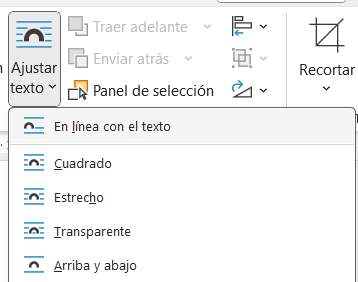 Ajustar
texto
Traer adelante
Enviar atrás
Panel de selección
Recortar
En línea con el texto
Cuadrado
Estrecho
Transparente
Arriba y abajo